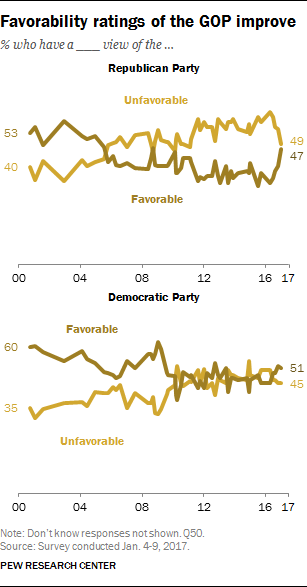 Favorability ratings of the GOP improve
% who have a ___ view of the ...
Republican Party
Unfavorable
53
49
47
40
Favorable
00 04 08 12 16 17
Democratic Party
Favorable
60
51
45
35
Unfavorable
00 04 08 12 16 17
Note: Don't know responses not shown. Q50.
Source: Survey conducted Jan. 4-9, 2017.
PEW RESEARCH CENTER